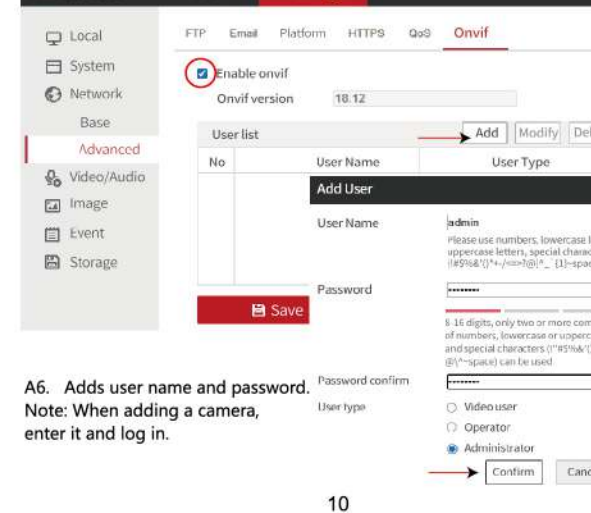 Local
System
Network
Base
Advanced
Video/Audio
Image
Event
Storage
FTP Email Platform HTTPS QoS Onvif
Enable onvif
Onvif version 18.12
User list
Add Modify Del
No User Name User Type
Add User
User Name admin
Please use numbers, lowercase l
uppercase letters, special charac
Password
8-16 digits, only two or more com
of numbers, lowercase or upperc
and special characters
space) can be used
Password confirm
User type
Video user
Operator
Administrator
Confirm Canc
Save
A6. Adds user name and password.
Note: When adding a camera,
enter it and log in.
10